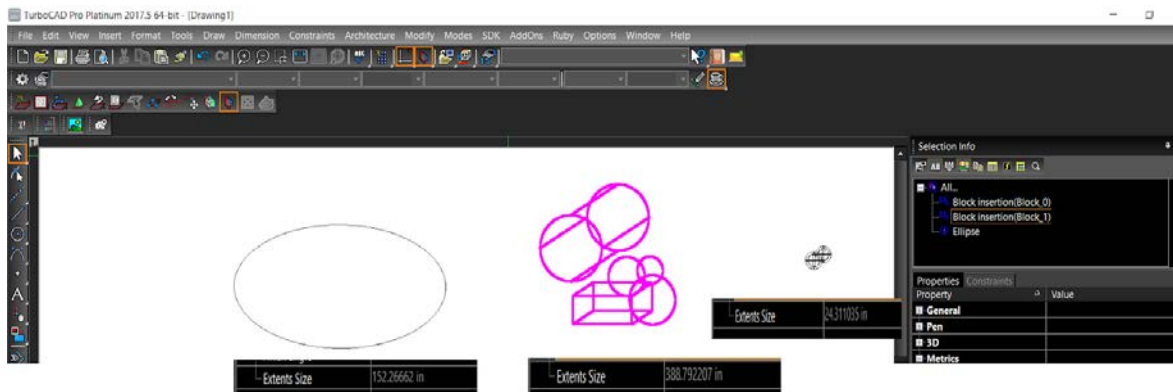 TurboCAD Pro Platinum 2017.5 64-bit - [Drawing1]
File Edit View Insert Format Tools Draw Dimension Constraints Architecture Modify Modes SDK AddOns Ruby Options Window Help
Selection Info
All...
Block insertion(Block_0)
Block insertion(Block_1)
Ellipse
Properties Constraints
Property Value
General
Pen
3D
Metrics
Extents Size 24.311035 in
Extents Size 152.26662 in
Extents Size 388.792207 in